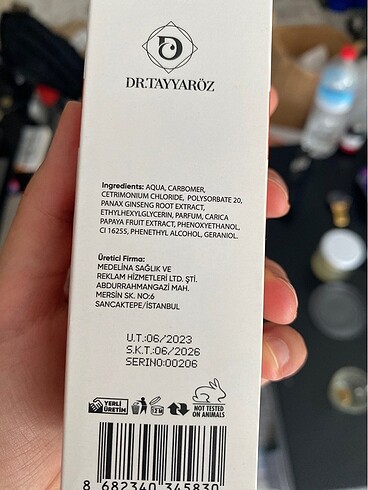 DR.TAYYARÖZ
Ingredients: AQUA, CARBOMER,
CETRIMONIUM CHLORIDE, POLYSORBATE 20,
PANAX GINSENG ROOT EXTRACT,
ETHYLHEXYLGLYCERIN, PARFUM, CARICA
PAPAYA FRUIT EXTRACT, PHENOXYETHANOL,
CI 16255, PHENETHYL ALCOHOL, GERANIOL.
Üretici Firma:
MEDELİNA SAĞLIK VE
REKLAM HİZMETLERİ LTD. ŞTİ.
ABDURRAHMANGAZİ MAH.
MERSİN SK. NO:6
SANCAKTEPE/İSTANBUL
U.T.:06/2023
S.K.T.:06/2026
SERINO:00206
YERLİ
ÜRETİM
NOT TESTED
ON ANIMALS
8 682340 345830